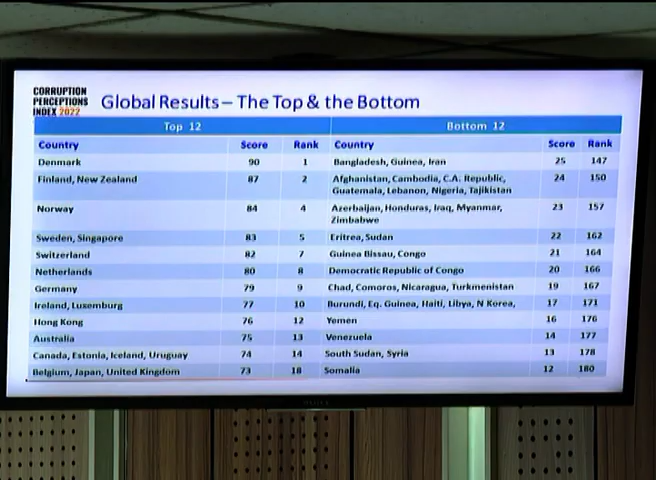 CORRUPTION
PERCEPTIONS
INDEX 2022
Global Results – The Top & the Bottom
Top 12 Bottom 12
Country Score Rank Country Score Rank
Denmark 90 1 Bangladesh, Guinea, Iran 25 147
Finland, New Zealand 87 2 Afghanistan, Cambodia, C.A. Republic,
Guatemala, Lebanon, Nigeria, Tajikistan 24 150
Norway 84 4 Azerbaijan, Honduras, Iraq, Myanmar,
Zimbabwe 23 157
Sweden, Singapore 83 5 Eritrea, Sudan 22 162
Switzerland 82 7 Guinea Bissau, Congo 21 164
Netherlands 80 8 Democratic Republic of Congo 20 166
Germany 79 9 Chad, Comoros, Nicaragua, Turkmenistan 19 167
Ireland, Luxemburg 77 10 Burundi, Eq. Guinea, Haiti, Libya, N Korea, 17 171
Hong Kong 76 12 Yemen 16 176
Australia 75 13 Venezuela 14 177
Canada, Estonia, Iceland, Uruguay 74 14 South Sudan, Syria 13 178
Belgium, Japan, United Kingdom 73 18 Somalia 12 180